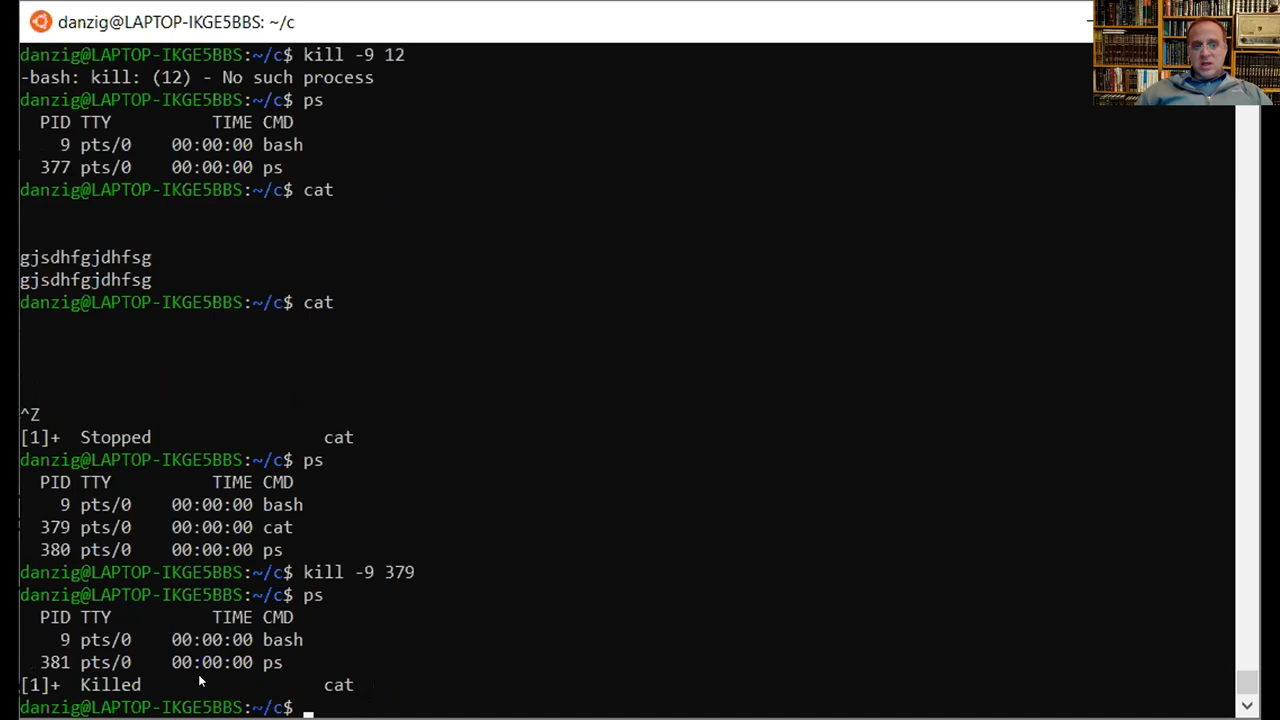 danzig@LAPTOP-IKGE5BBS: ~/c
danzig@LAPTOP-IKGE5BBS:~/c$ kill -9 12
-bash: kill: (12) - No such process
danzig@LAPTOP-IKGE5BBS:~/c$ ps
PID TTY TIME CMD
9 pts/0 00:00:00 bash
377 pts/0 00:00:00 ps
danzig@LAPTOP-IKGE5BBS:~/c$ cat
gjsdhfgjdhfsg
gjsdhfgjdhfsg
danzig@LAPTOP-IKGE5BBS:~/c$ cat
^Z
[1]+ Stopped cat
danzig@LAPTOP-IKGE5BBS:~/c$ ps
PID TTY TIME CMD
9 pts/0 00:00:00 bash
379 pts/0 00:00:00 cat
380 pts/0 00:00:00 ps
danzig@LAPTOP-IKGE5BBS:~/c$ kill -9 379
danzig@LAPTOP-IKGE5BBS:~/c$ ps
PID TTY TIME CMD
9 pts/0 00:00:00 bash
381 pts/0 00:00:00 ps
[1]+ Killed cat
danzig@LAPTOP-IKGE5BBS:~/c$